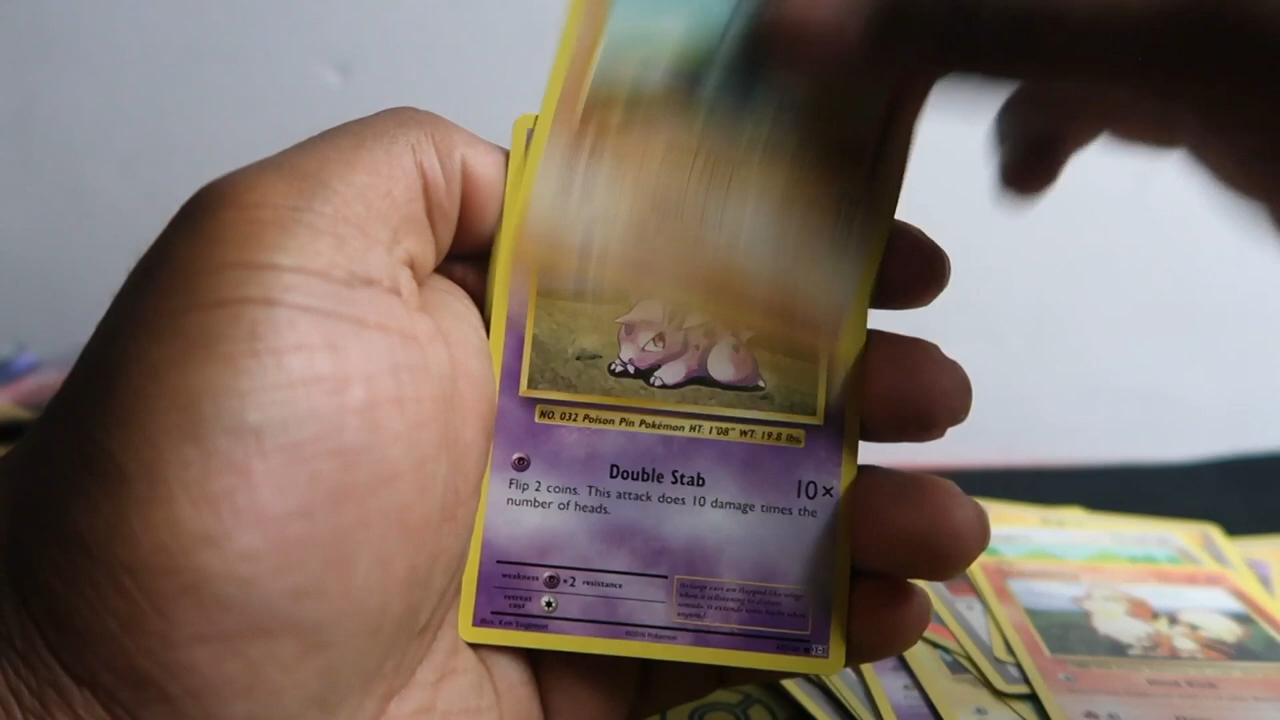 NO. 032 Poison Pin Pokémon HT: 1'08" WT: 19.8 lbs.
Double Stab 10×
Flip 2 coins. This attack does 10 damage times the
number of heads.
weakness ×2 resistance
retreat
cost
Illus. Ken Sugimori ©2016 Pokémon